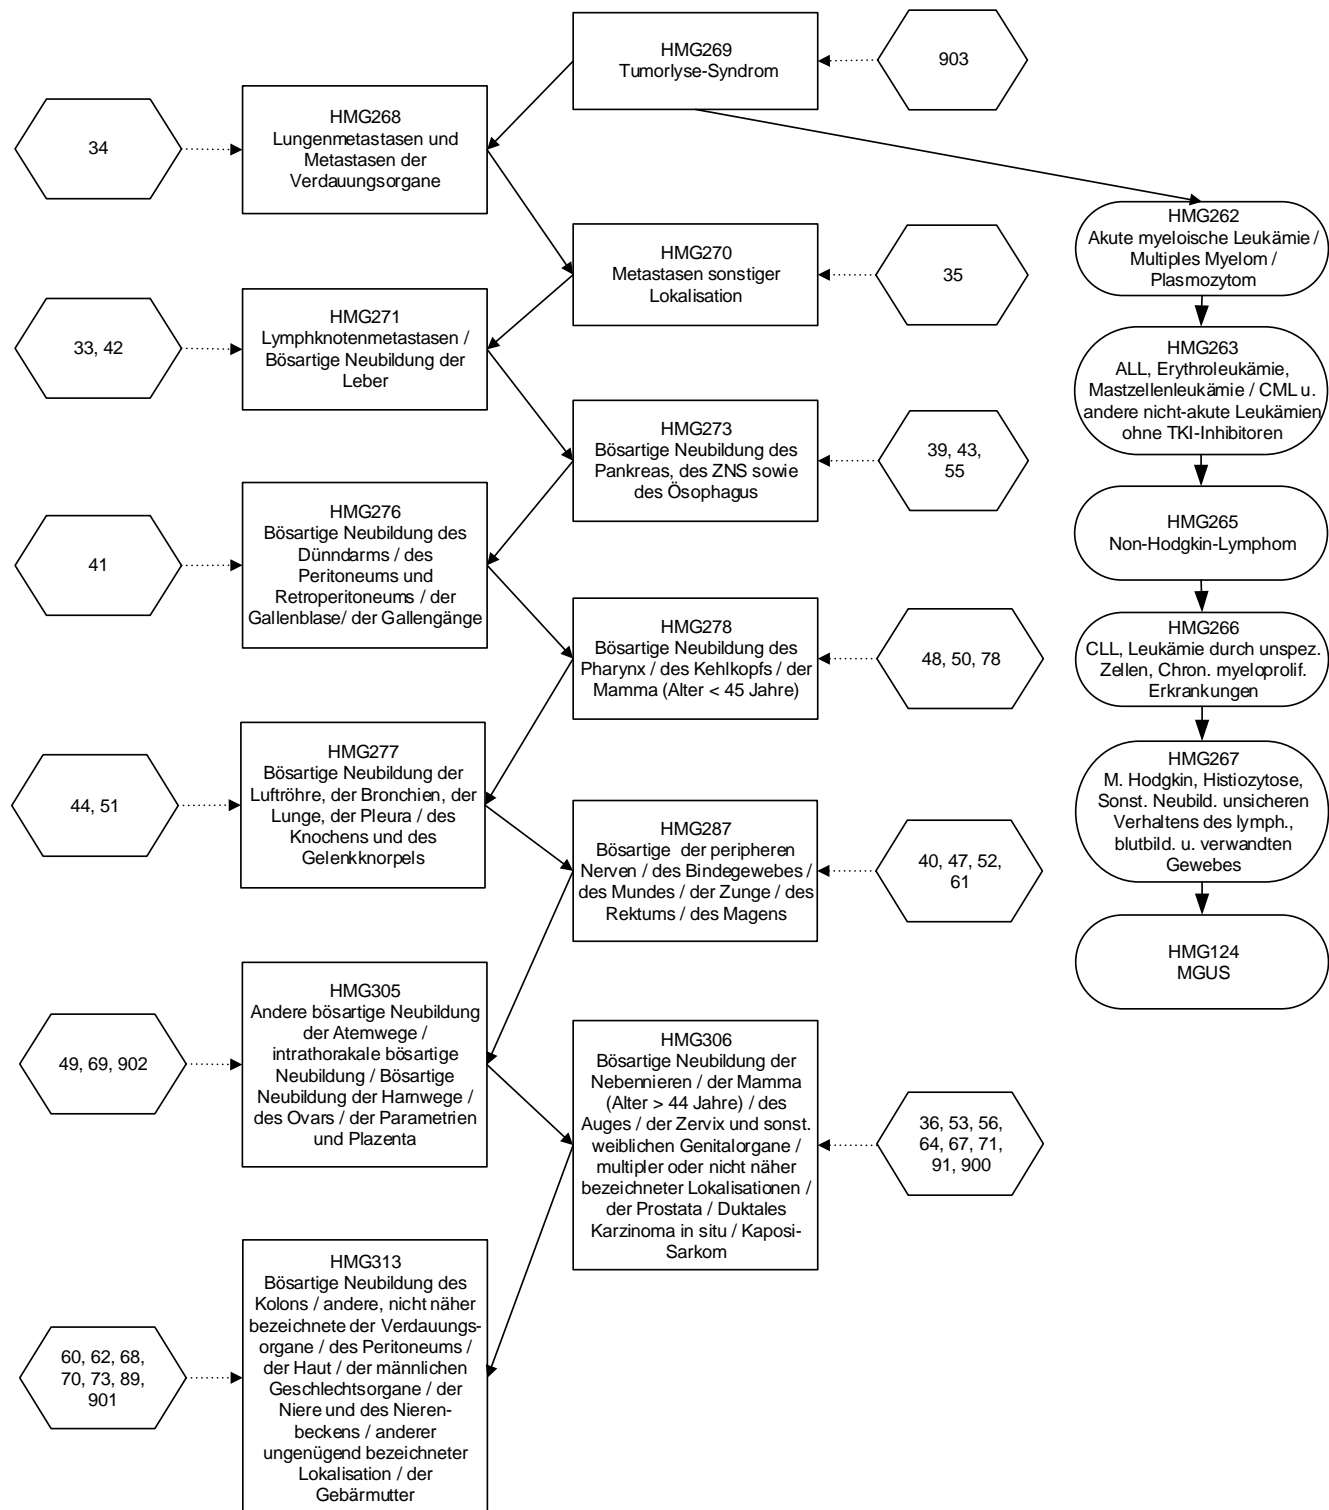 HMG269
Tumorlyse-Syndrom
903
HMG268
Lungenmetastasen und
Metastasen der
Verdauungsorgane
34
HMG262
Akute myeloische Leukämie /
Multiples Myelom /
Plasmozytom
HMG270
Metastasen sonstiger
Lokalisation
35
HMG271
Lymphknotenmetastasen /
Bösartige Neubildung der
Leber
33, 42
HMG263
ALL, Erythroleukämie,
Mastzellenleukämie / CML u.
andere nicht-akute Leukämien
ohne TKI-Inhibitoren
HMG273
Bösartige Neubildung des
Pankreas, des ZNS sowie
des Ösophagus
39, 43,
55
HMG276
Bösartige Neubildung des
Dünndarms / des
Peritoneums und
Retroperitoneums / der
Gallenblase/ der Gallengänge
41
HMG265
Non-Hodgkin-Lymphom
HMG278
Bösartige Neubildung des
Pharynx / des Kehlkopfs / der
Mamma (Alter < 45 Jahre)
48, 50, 78
HMG266
CLL, Leukämie durch unspez.
Zellen, Chron. myeloprolif.
Erkrankungen
HMG277
Bösartige Neubildung der
Luftröhre, der Bronchien, der
Lunge, der Pleura / des
Knochens und des
Gelenkknorpels
44, 51
HMG267
M. Hodgkin, Histiozytose,
Sonst. Neubild. unsicheren
Verhaltens des lymph.,
blutbild. u. verwandten
Gewebes
HMG287
Bösartige der peripheren
Nerven / des Bindegewebes /
des Mundes / der Zunge / des
Rektums / des Magens
40, 47, 52,
61
HMG124
MGUS
HMG305
Andere bösartige Neubildung
der Atemwege /
intrathorakale bösartige
Neubildung / Bösartige
Neubildung der Harnwege /
des Ovars / der Parametrien
und Plazenta
49, 69, 902
HMG306
Bösartige Neubildung der
Nebennieren / der Mamma
(Alter > 44 Jahre) / des
Auges / der Zervix und sonst.
weiblichen Genitalorgane /
multipler oder nicht näher
bezeichneter Lokalisationen /
der Prostata / Duktales
Karzinoma in situ / Kaposi-
Sarkom
36, 53, 56,
64, 67, 71,
91, 900
HMG313
Bösartige Neubildung des
Kolons / andere, nicht näher
bezeichnete der Verdauungs-
organe / des Peritoneums /
der Haut / der männlichen
Geschlechtsorgane / der
Niere und des Nieren-
beckens / anderer
ungenügend bezeichneter
Lokalisation / der
Gebärmutter
60, 62, 68,
70, 73, 89,
901